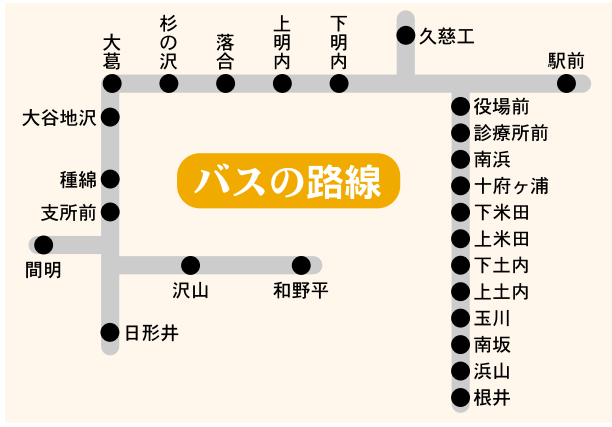 大葛
杉の沢
落合
上明内
下明内
久慈工
駅前
大谷地沢
種綿
支所前
間明
沢山
和野平
日形井
バスの路線
役場前
診療所前
南浜
十府ヶ浦
下米田
上米田
下土内
上土内
玉川
南坂
浜山
根井